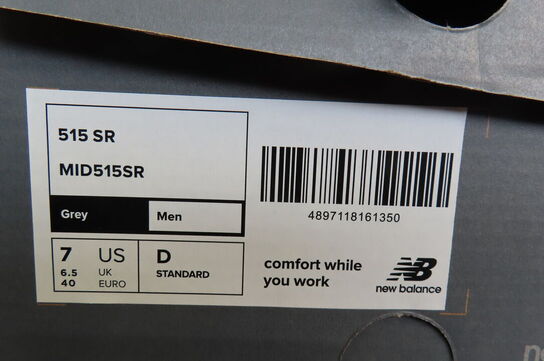 515 SR
MID515SR
Grey Men
7 US
6.5 UK
40 EURO
D
STANDARD
4897118161350
comfort while
you work
NB
new balance